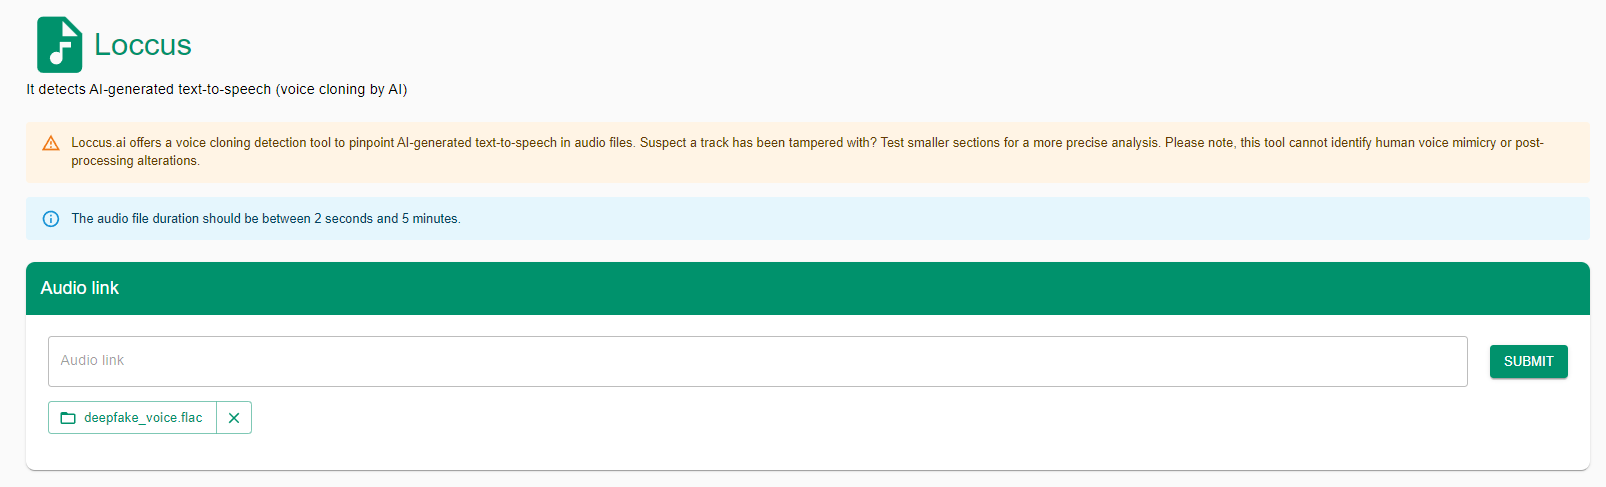 Loccus
It detects AI-generated text-to-speech (voice cloning by AI)
Loccus.ai offers a voice cloning detection tool to pinpoint AI-generated text-to-speech in audio files. Suspect a track has been tampered with? Test smaller sections for a more precise analysis. Please note, this tool cannot identify human voice mimicry or post-
processing alterations.
The audio file duration should be between 2 seconds and 5 minutes.
Audio link
Audio link
SUBMIT
deepfake_voice.flac